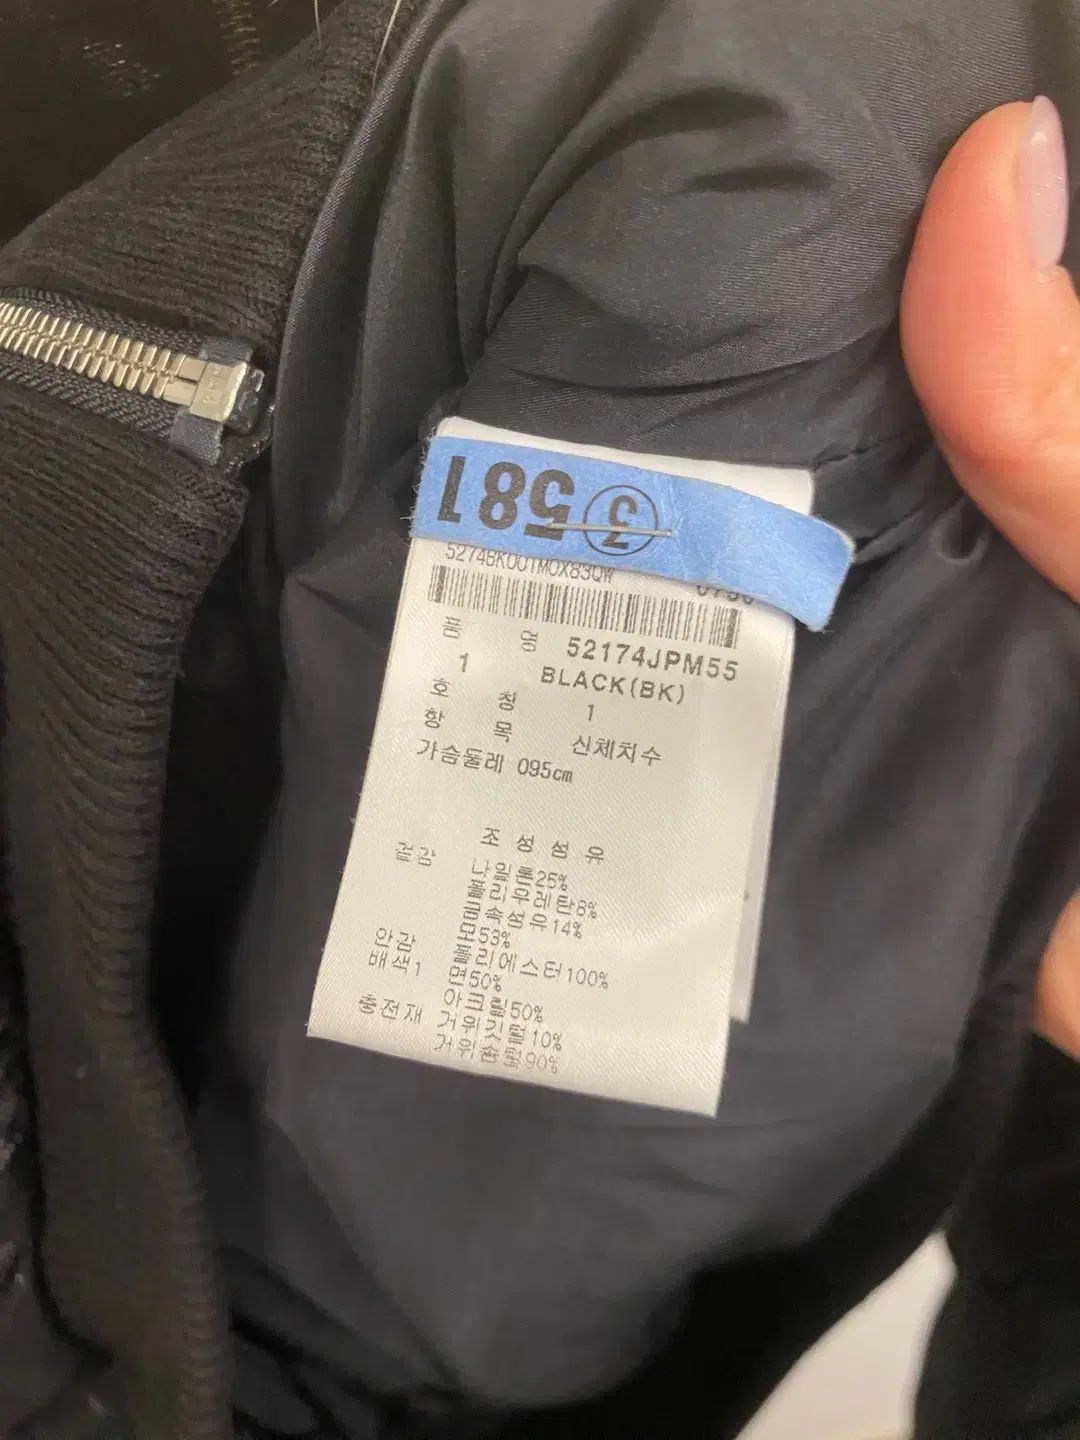 ③581
5274BK001MOX83QW
품 명 52174JPM55
1 BLACK(BK)
호 칭 1
항 목 신체치수
가슴둘레 095cm
조 성 섬 유
겉감 나일론25%
폴리우레탄8%
금속섬유14%
모53%
안감 폴리에스터100%
배색1 면50%
아크릴50%
충전재 거위깃털10%
거위솜털90%